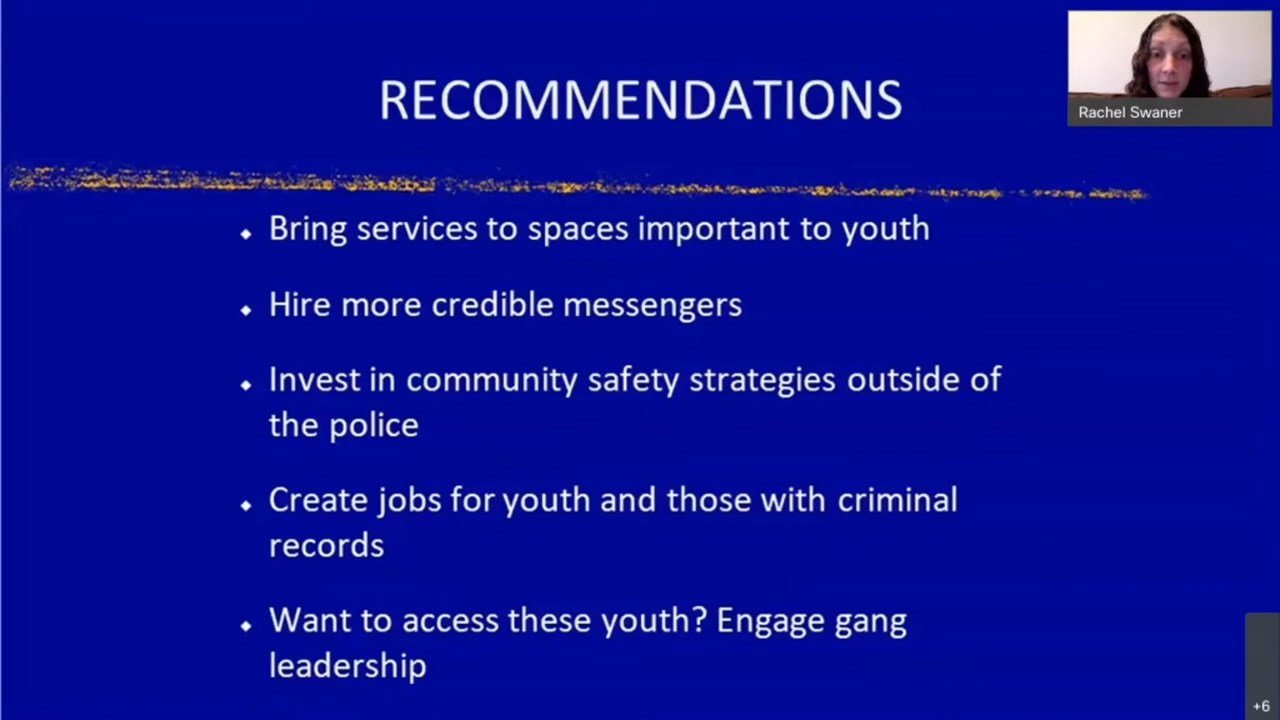 RECOMMENDATIONS
Rachel Swaner
Bring services to spaces important to youth
Hire more credible messengers
Invest in community safety strategies outside of
the police
Create jobs for youth and those with criminal
records
Want to access these youth? Engage gang
leadership
+6